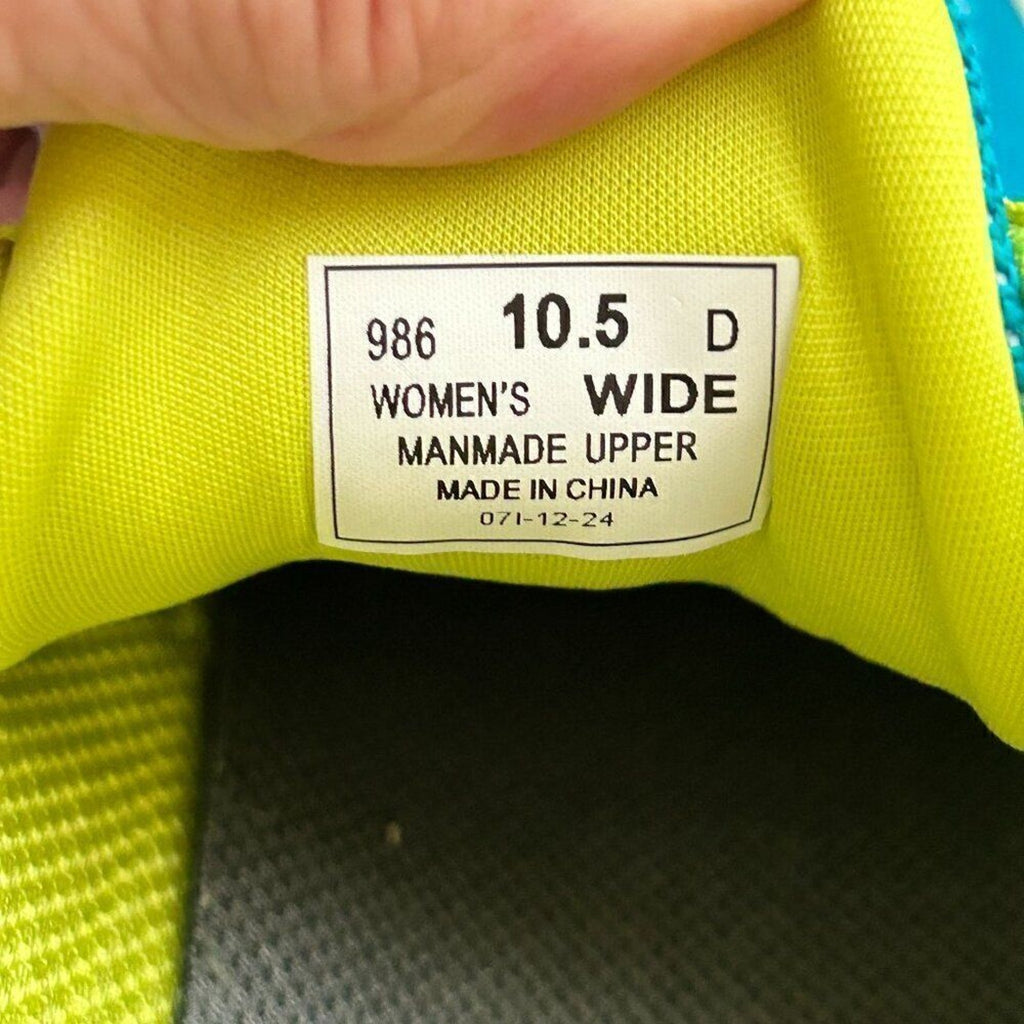 986 10.5 D
WOMEN'S WIDE
MANMADE UPPER
MADE IN CHINA
071-12-24